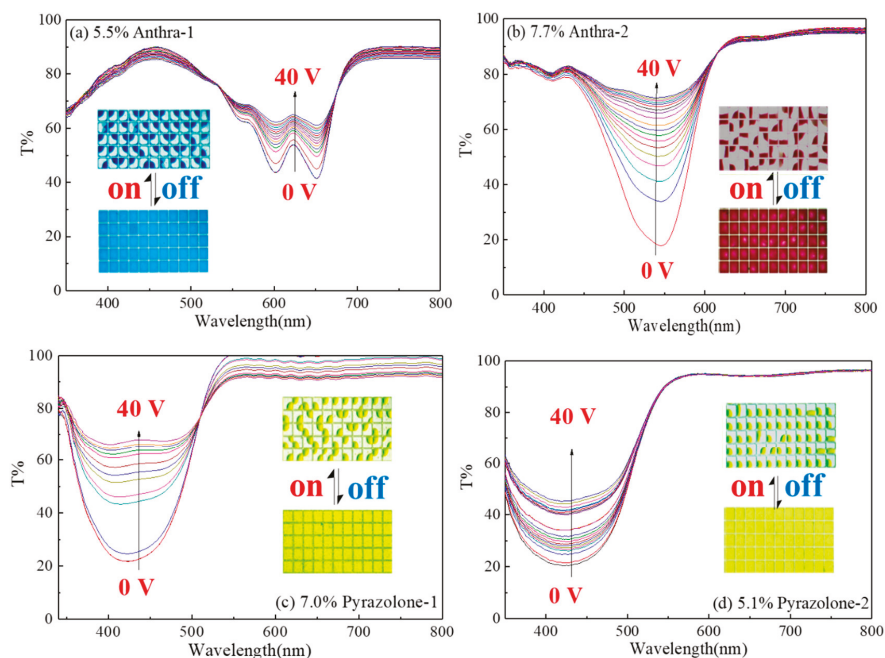 (a) 5.5% Anthra-1
100
80
60
40
20
0
T%
40 V
0 V
on off
400 500 600 700 800
Wavelength(nm)
(b) 7.7% Anthra-2
100
80
60
40
20
0
T%
40 V
0 V
on off
400 500 600 700 800
Wavelength(nm)
100
80
60
40
20
0
T%
40 V
0 V
on off
(c) 7.0% Pyrazolone-1
400 500 600 700 800
Wavelength(nm)
100
80
60
40
20
0
T%
40 V
0 V
on off
(d) 5.1% Pyrazolone-2
400 500 600 700 800
Wavelength(nm)